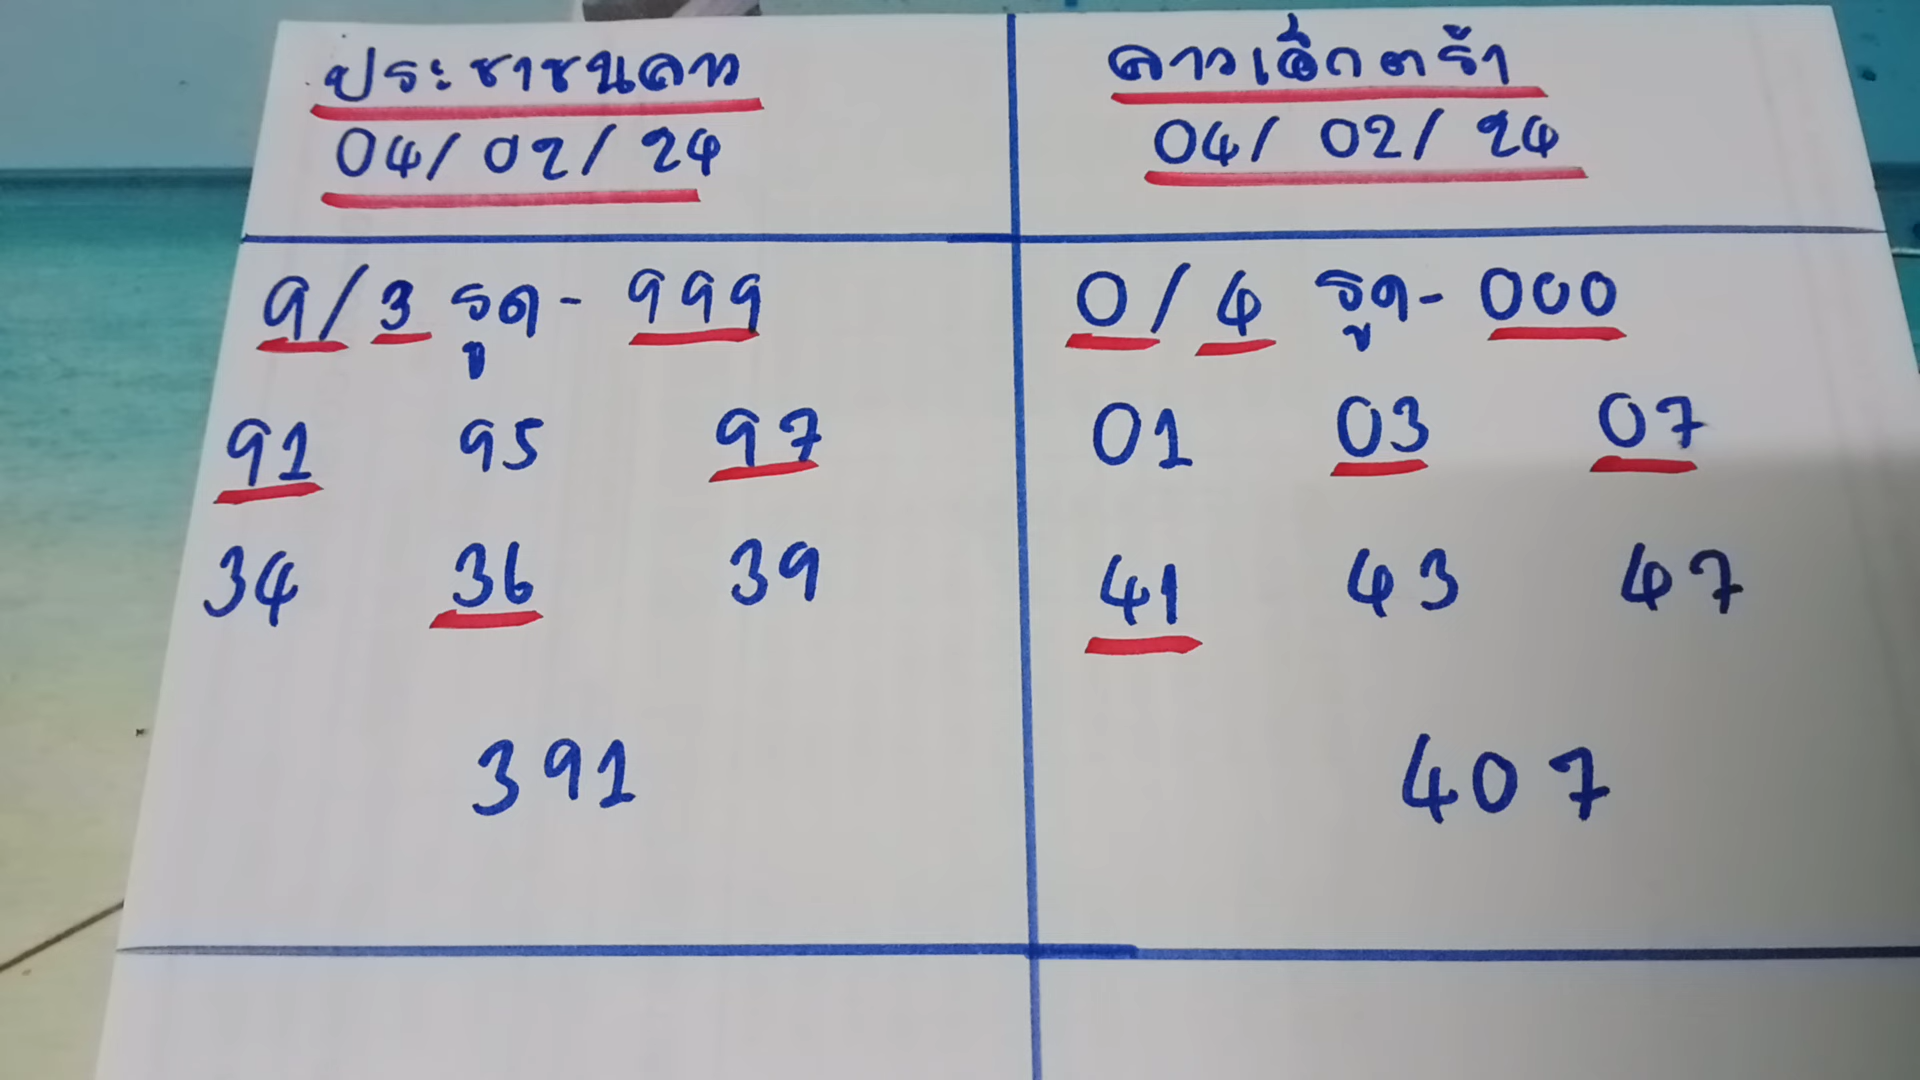 ประชาชนลาว
04/02/24
9/3 รูด - 999
91 95 97
34 36 39
391
ลาวเอ็กตร้า
04/02/24
0/4 รูด - 000
01 03 07
41 43 47
407